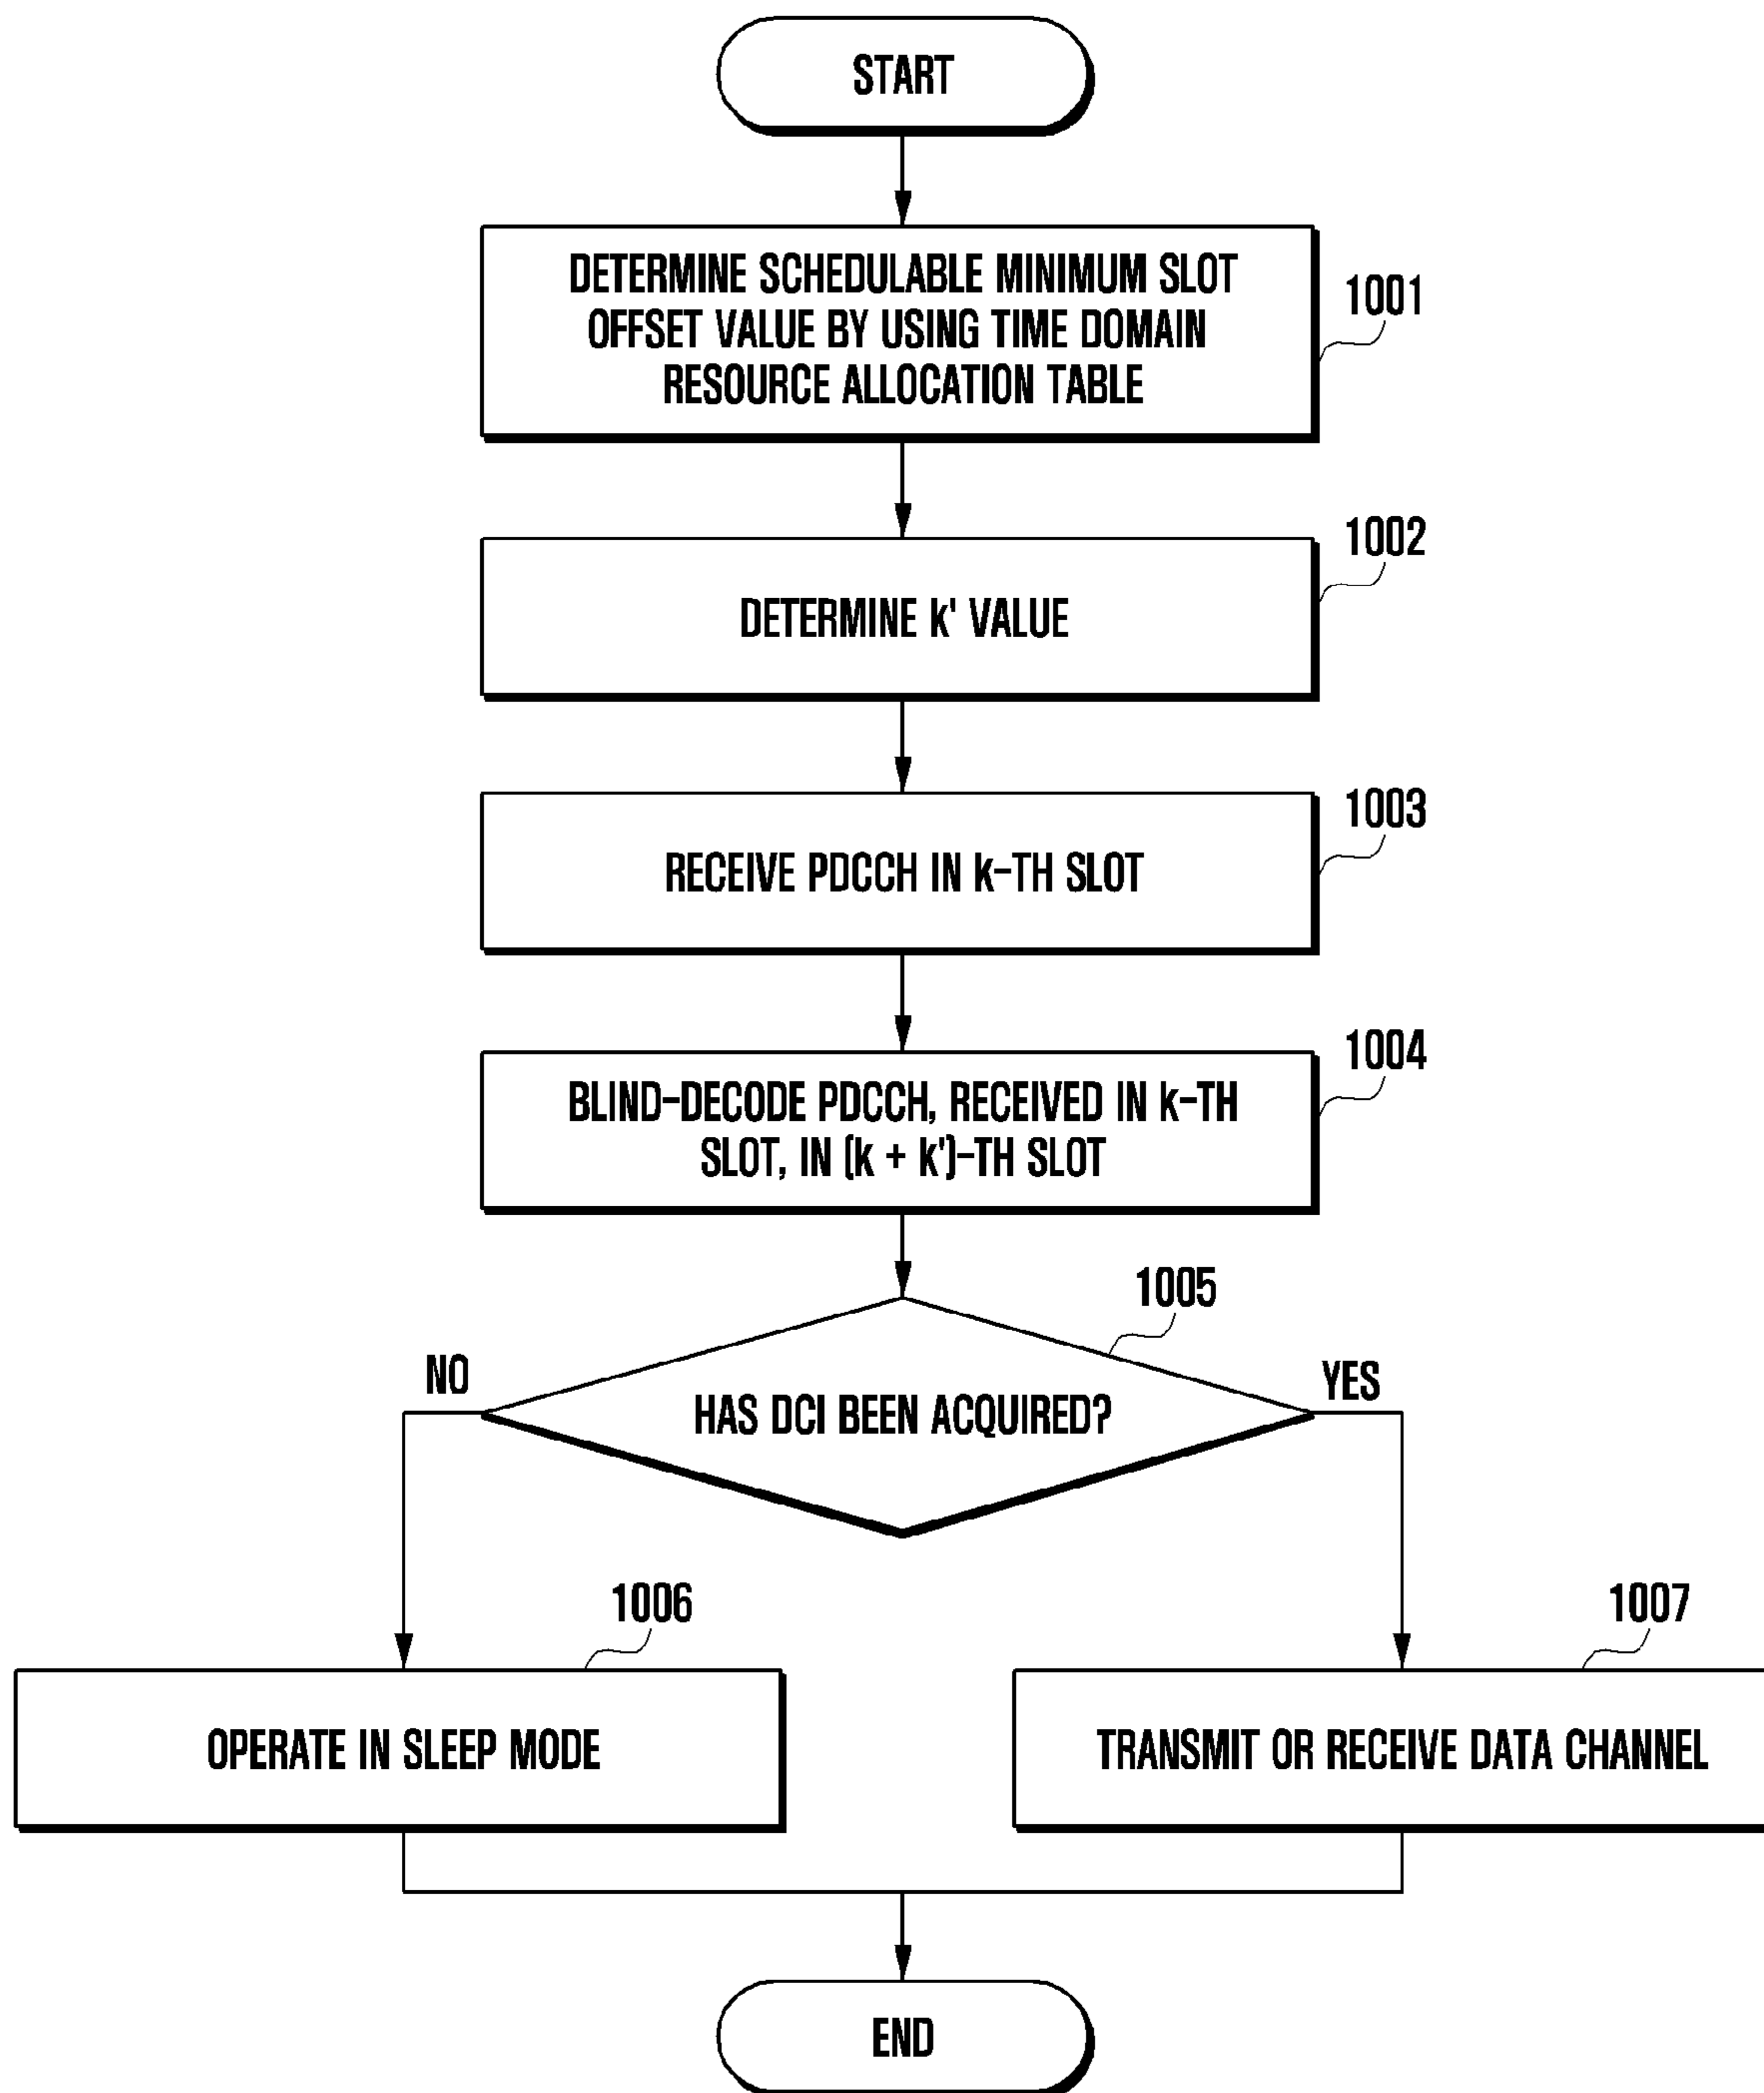 START
DETERMINE SCHEDULABLE MINIMUM SLOT
OFFSET VALUE BY USING TIME DOMAIN
RESOURCE ALLOCATION TABLE
1001
1002
DETERMINE k' VALUE
1003
RECEIVE PDCCH IN k-TH SLOT
1004
BLIND-DECODE PDCCH, RECEIVED IN k-TH
SLOT, IN (k + k')-TH SLOT
1005
NO
YES
HAS DCI BEEN ACQUIRED?
1006
1007
OPERATE IN SLEEP MODE
TRANSMIT OR RECEIVE DATA CHANNEL
END